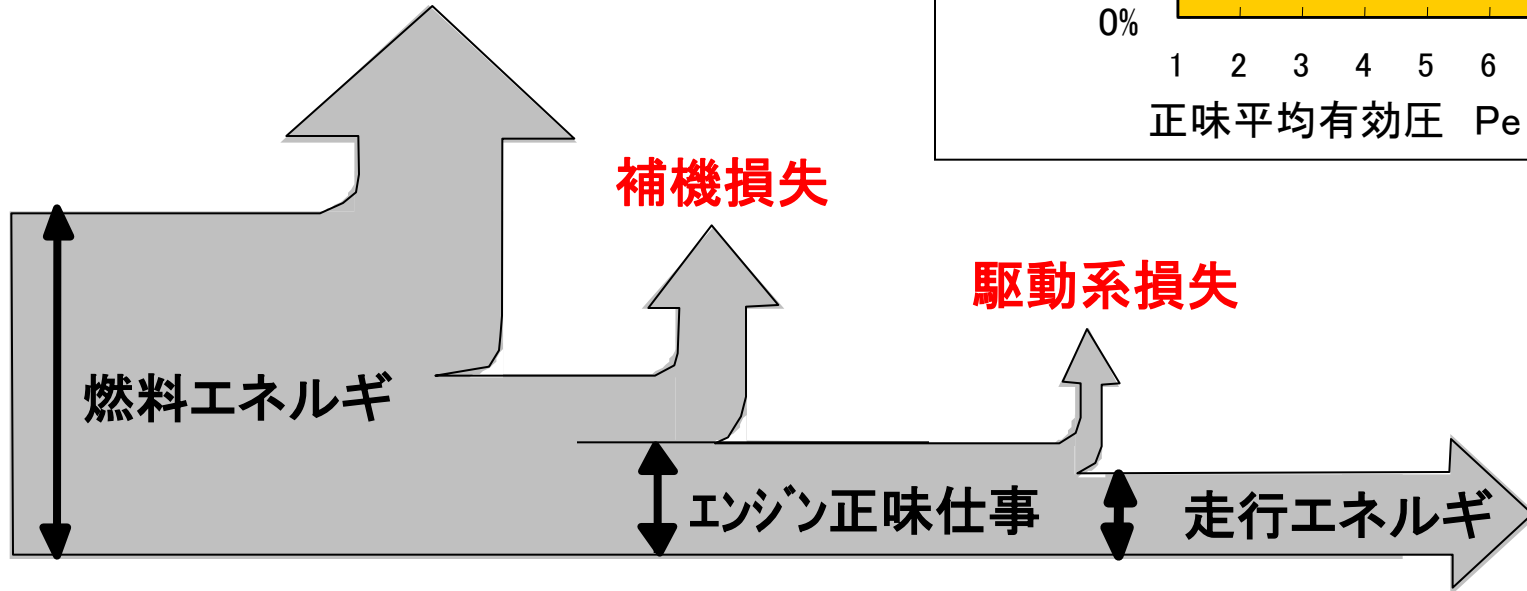 0%
1 2 3 4 5 6
正味平均有効圧 Pe
補機損失
駆動系損失
燃料エネルギ
エンジン正味仕事
走行エネルギ